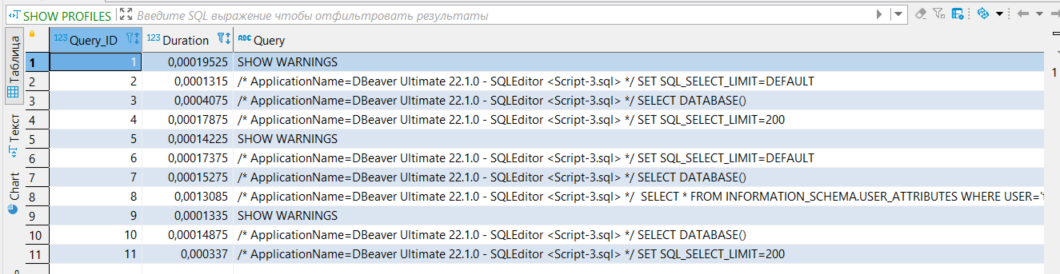 SHOW PROFILES Введите SQL выражение чтобы отфильтровать результаты
Таблица
Текст
Chart
123 Query_ID 123 Duration ABC Query
1 1 0,00019525 SHOW WARNINGS
2 2 0,0001315 /* ApplicationName=DBeaver Ultimate 22.1.0 - SQLEditor <Script-3.sql> */ SET SQL_SELECT_LIMIT=DEFAULT
3 3 0,0004075 /* ApplicationName=DBeaver Ultimate 22.1.0 - SQLEditor <Script-3.sql> */ SELECT DATABASE()
4 4 0,00017875 /* ApplicationName=DBeaver Ultimate 22.1.0 - SQLEditor <Script-3.sql> */ SET SQL_SELECT_LIMIT=200
5 5 0,00014225 SHOW WARNINGS
6 6 0,00017375 /* ApplicationName=DBeaver Ultimate 22.1.0 - SQLEditor <Script-3.sql> */ SET SQL_SELECT_LIMIT=DEFAULT
7 7 0,00015275 /* ApplicationName=DBeaver Ultimate 22.1.0 - SQLEditor <Script-3.sql> */ SELECT DATABASE()
8 8 0,0013085 /* ApplicationName=DBeaver Ultimate 22.1.0 - SQLEditor <Script-3.sql> */ SELECT * FROM INFORMATION_SCHEMA.USER_ATTRIBUTES WHERE USER='
9 9 0,0001335 SHOW WARNINGS
10 10 0,00014875 /* ApplicationName=DBeaver Ultimate 22.1.0 - SQLEditor <Script-3.sql> */ SELECT DATABASE()
11 11 0,000337 /* ApplicationName=DBeaver Ultimate 22.1.0 - SQLEditor <Script-3.sql> */ SET SQL_SELECT_LIMIT=200
1